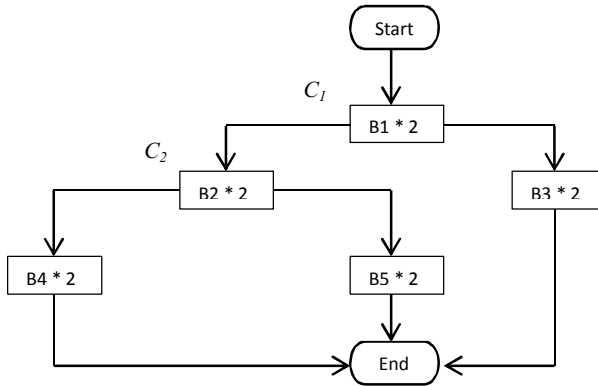 Start
C1
B1 * 2
C2
B2 * 2
B3 * 2
B4 * 2
B5 * 2
End